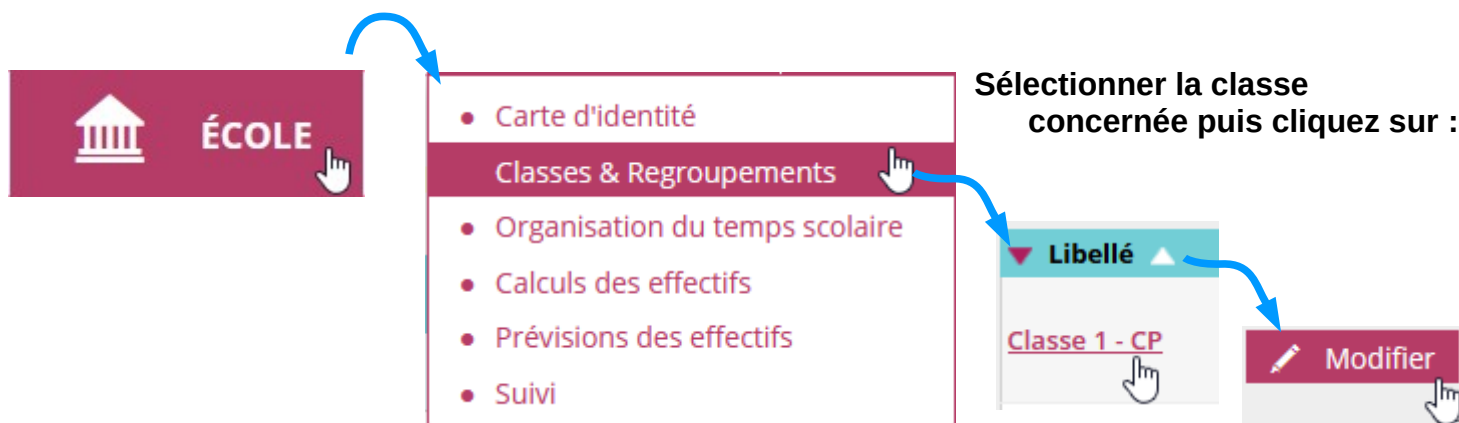 ÉCOLE
Carte d'identité
Classes & Regroupements
Organisation du temps scolaire
Calculs des effectifs
Prévisions des effectifs
Suivi
Sélectionner la classe
concernée puis cliquez sur :
Libellé
Classe 1 - CP
Modifier